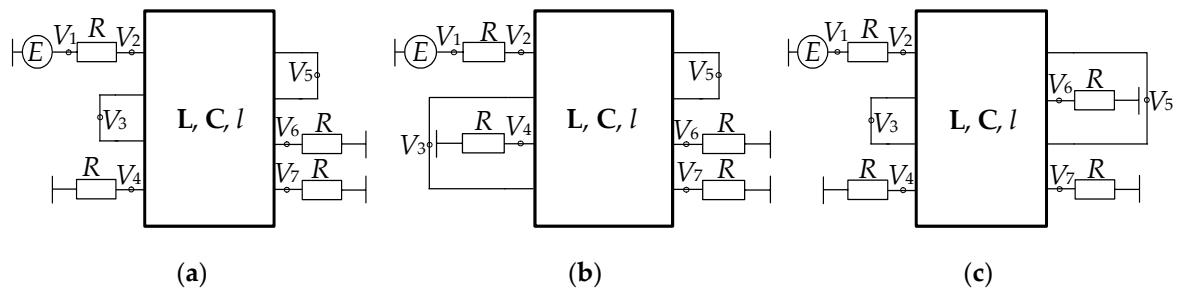 E V1 R V2
V5
V3
L, C, l
V6 R
V4 R
V7 R
(a)
E V1 R V2
V5
V3 R V4
L, C, l
V6 R
V7 R
(b)
E V1 R V2
V6 R V5
V3
L, C, l
R V4
V7 R
(c)